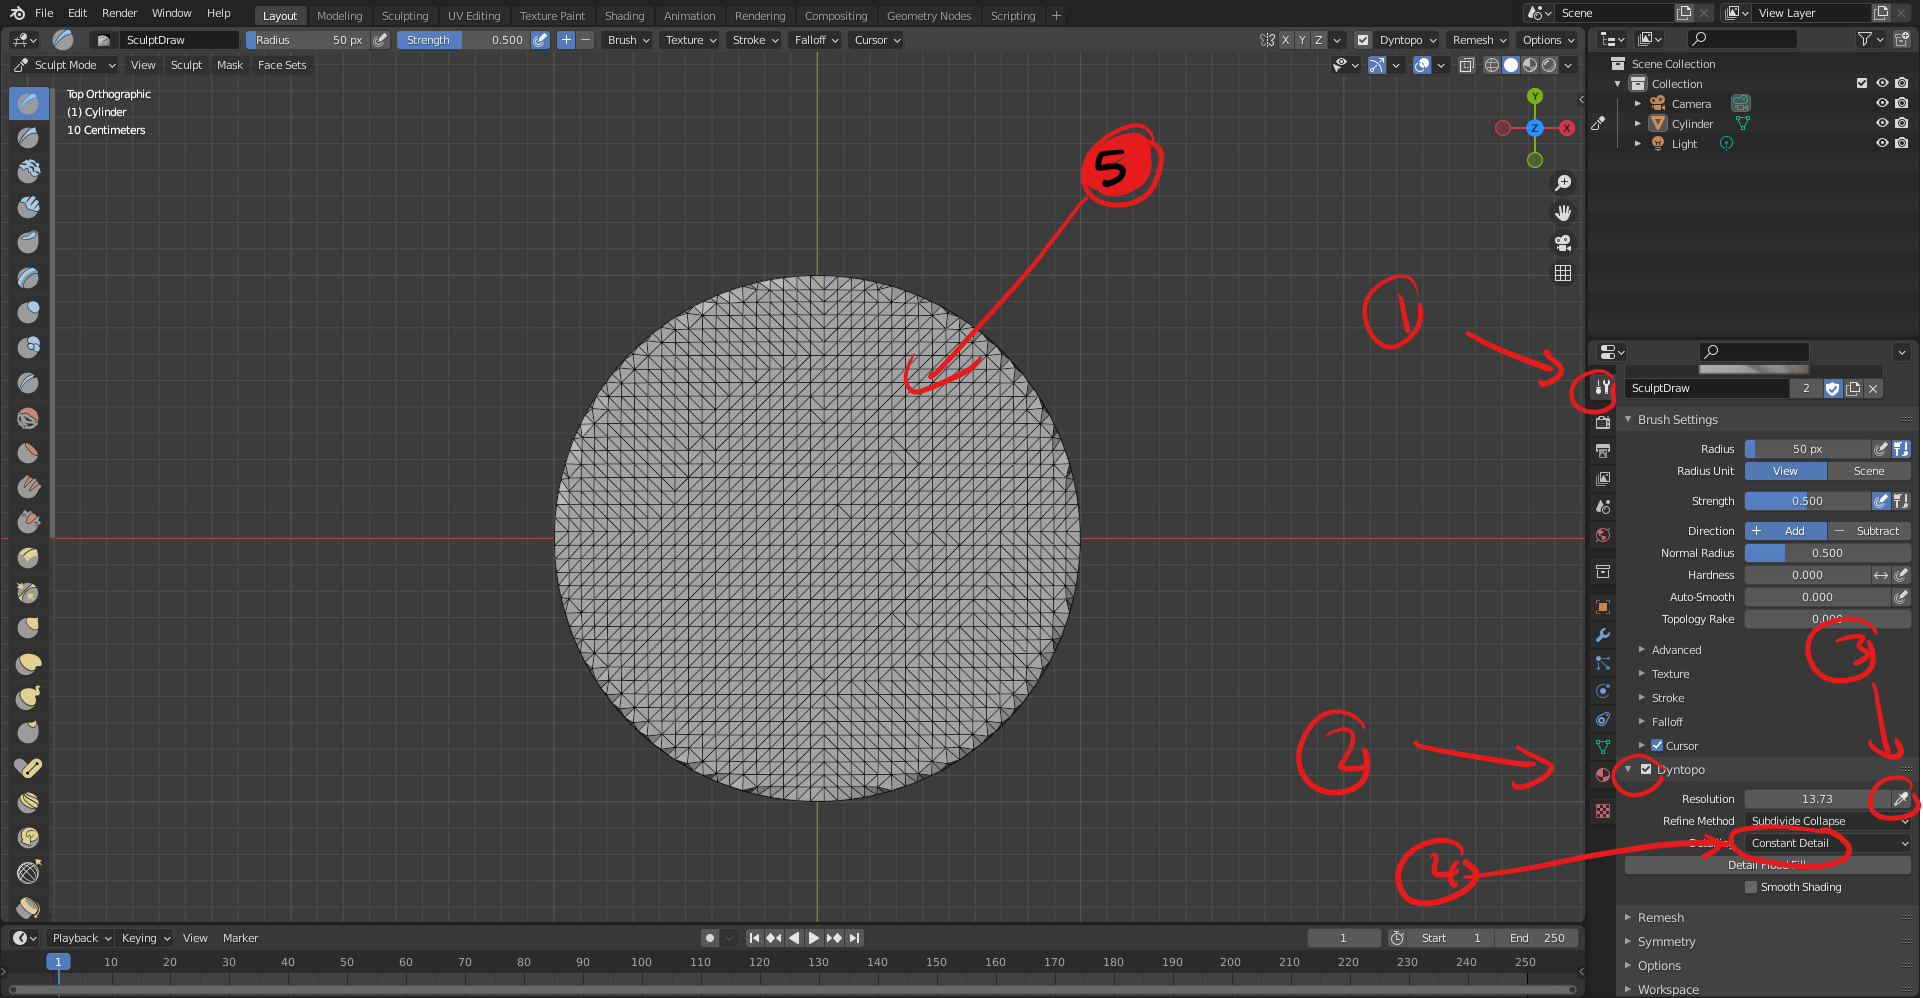 File Edit Render Window Help Layout Modeling Sculpting UV Editing Texture Paint Shading Animation Rendering Compositing Geometry Nodes Scripting + Scene View Layer
SculptDraw Radius 50 px Strength 0.500 + − Brush Texture Stroke Falloff Cursor X Y Z Dyntopo Remesh Options
Sculpt Mode View Sculpt Mask Face Sets
Top Orthographic
(1) Cylinder
10 Centimeters
Y
Z X
5
1
2
3
4
Scene Collection
Collection
Camera
Cylinder
Light
SculptDraw 2
Brush Settings
Radius 50 px
Radius Unit View Scene
Strength 0.500
Direction + Add − Subtract
Normal Radius 0.500
Hardness 0.000
Auto-Smooth 0.000
Topology Rake 0.000
Advanced
Texture
Stroke
Falloff
Cursor
Dyntopo
Resolution 13.73
Refine Method Subdivide Collapse
Detailing Constant Detail
Detail Flood Fill
Smooth Shading
Remesh
Symmetry
Options
Workspace
Playback Keying View Marker 1 Start 1 End 250
1 10 20 30 40 50 60 70 80 90 100 110 120 130 140 150 160 170 180 190 200 210 220 230 240 250